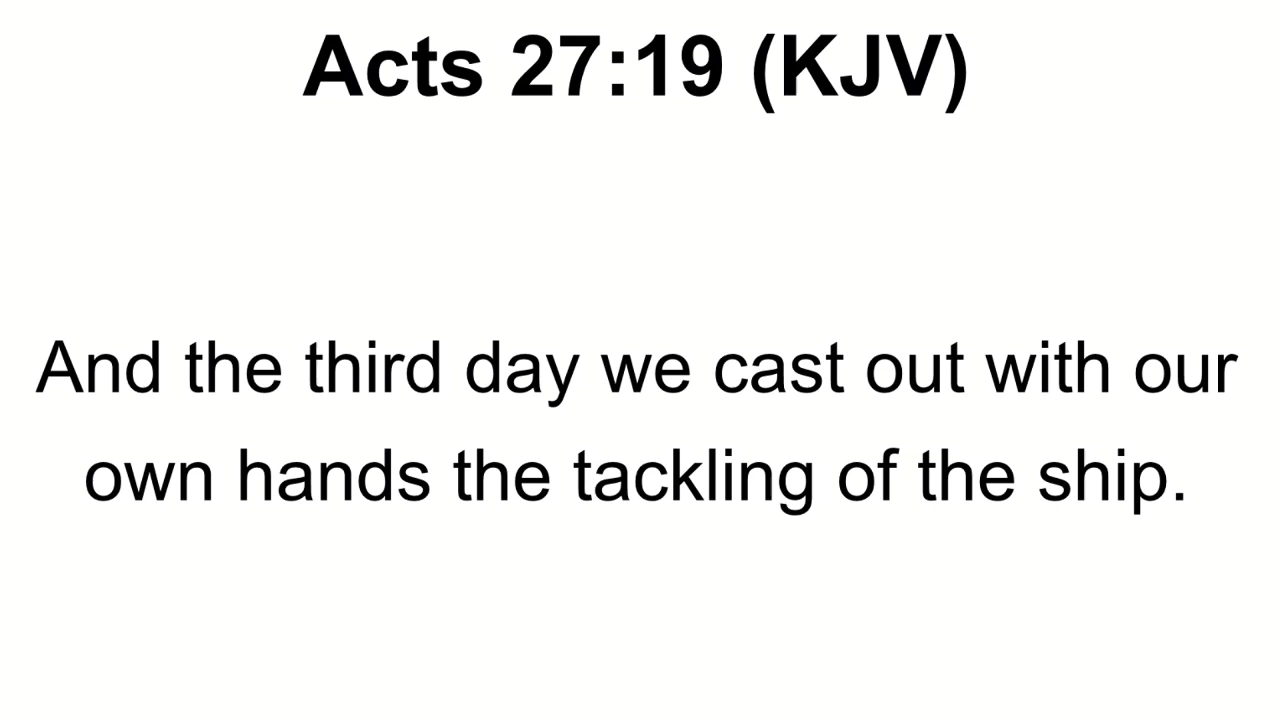 Acts 27:19 (KJV)
And the third day we cast out with our
own hands the tackling of the ship.